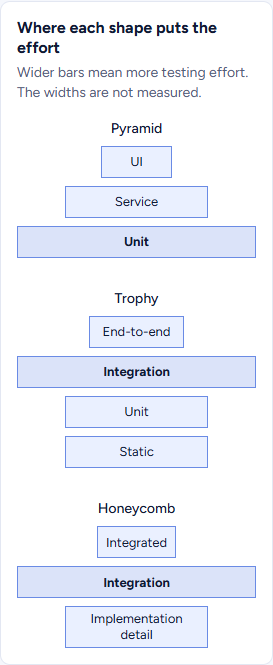 Where each shape puts the
effort
Wider bars mean more testing effort.
The widths are not measured.
Pyramid
UI
Service
Unit
Trophy
End-to-end
Integration
Unit
Static
Honeycomb
Integrated
Integration
Implementation
detail